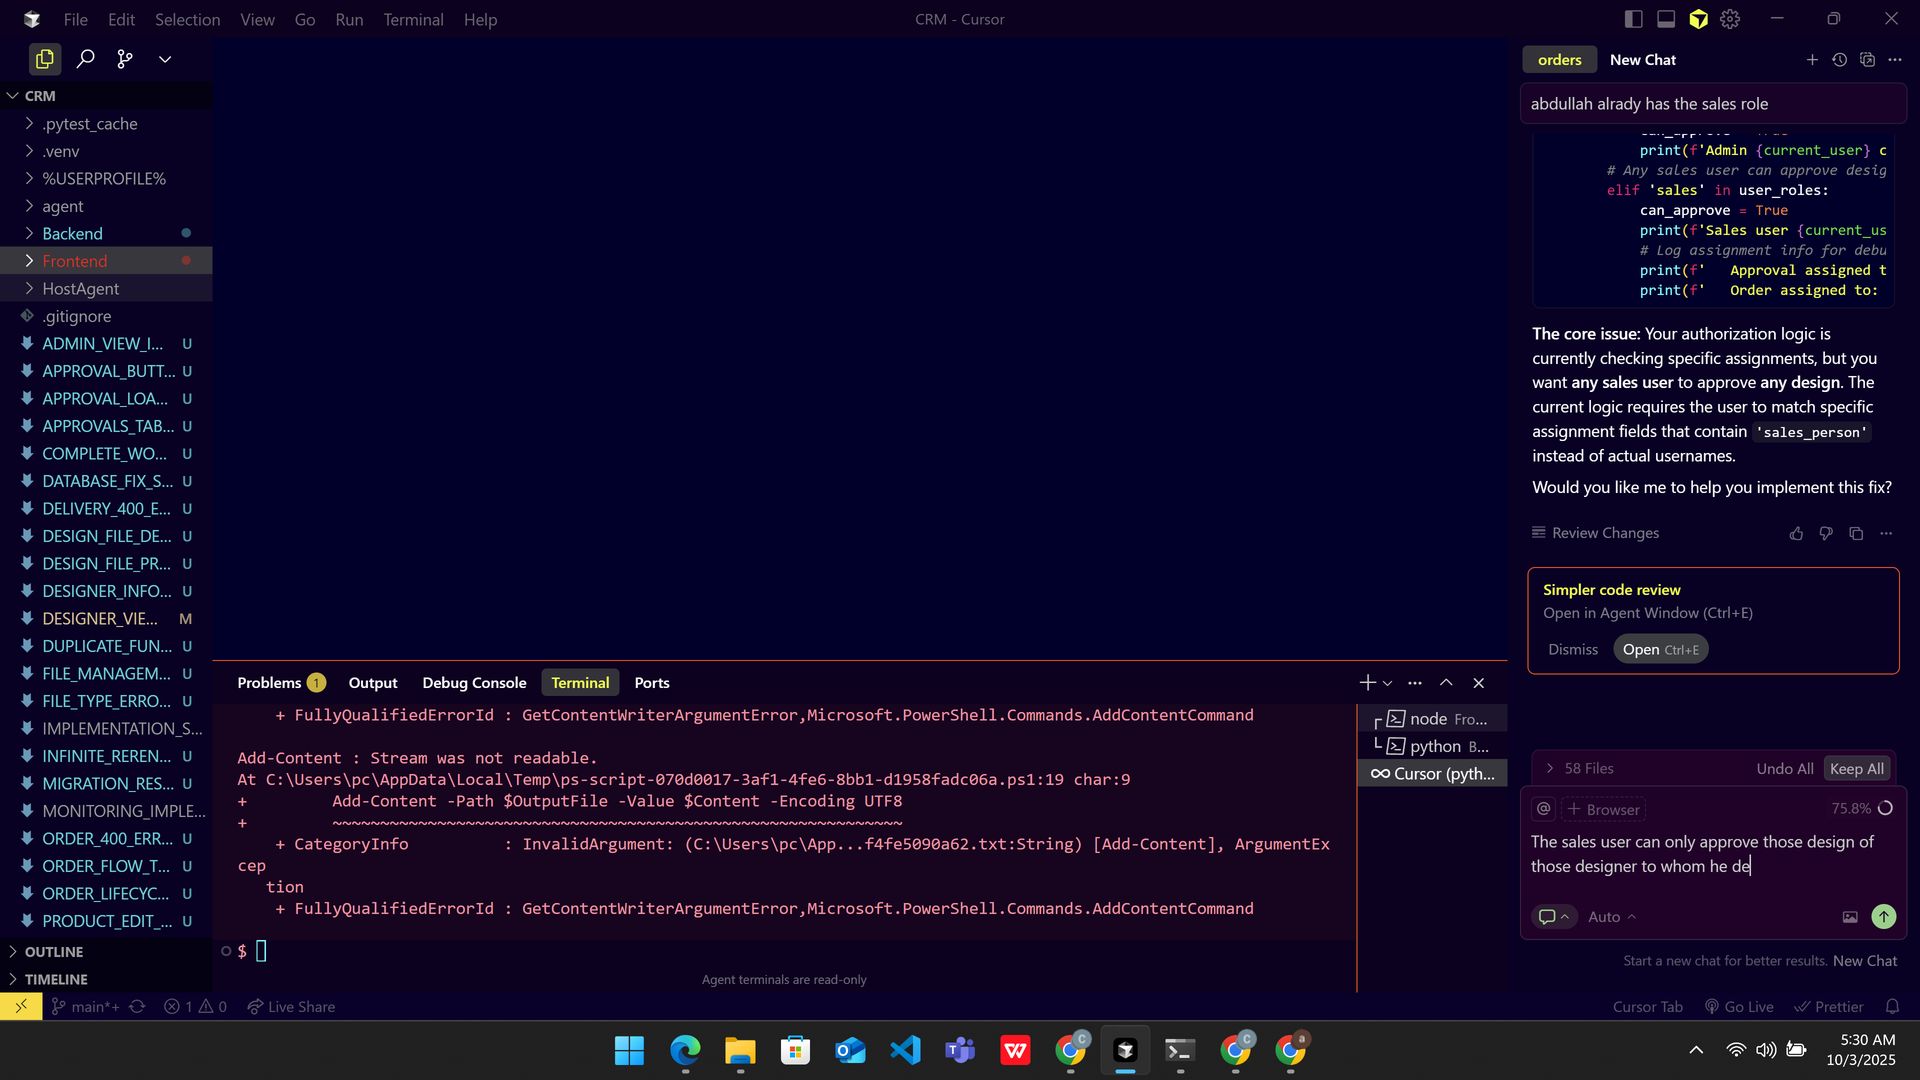 File Edit Selection View Go Run Terminal Help
CRM - Cursor
CRM
.pytest_cache
.venv
%USERPROFILE%
agent
Backend
Frontend
HostAgent
.gitignore
ADMIN_VIEW_I... U
APPROVAL_BUTT... U
APPROVAL_LOA... U
APPROVALS_TAB... U
COMPLETE_WO... U
DATABASE_FIX_S... U
DELIVERY_400_E... U
DESIGN_FILE_DE... U
DESIGN_FILE_PR... U
DESIGNER_INFO... U
DESIGNER_VIE... M
DUPLICATE_FUN... U
FILE_MANAGEM... U
FILE_TYPE_ERRO... U
IMPLEMENTATION_S...
INFINITE_REREN... U
MIGRATION_RES... U
MONITORING_IMPLE...
ORDER_400_ERR... U
ORDER_FLOW_T... U
ORDER_LIFECYC... U
PRODUCT_EDIT_... U
OUTLINE
TIMELINE
Problems 1 Output Debug Console Terminal Ports
+ FullyQualifiedErrorId : GetContentWriterArgumentError,Microsoft.PowerShell.Commands.AddContentCommand
Add-Content : Stream was not readable.
At C:\Users\pc\AppData\Local\Temp\ps-script-070d0017-3af1-4fe6-8bb1-d1958fadc06a.ps1:19 char:9
+ Add-Content -Path $OutputFile -Value $Content -Encoding UTF8
+ ~~~~~~~~~~~~~~~~~~~~~~~~~~~~~~~~~~~~~~~~~~~~~~~~~~~~~~~~~~~~
+ CategoryInfo : InvalidArgument: (C:\Users\pc\App...f4fe5090a62.txt:String) [Add-Content], ArgumentEx
cep
tion
+ FullyQualifiedErrorId : GetContentWriterArgumentError,Microsoft.PowerShell.Commands.AddContentCommand
$
Agent terminals are read-only
node Fro...
python B...
Cursor (pyth...
orders New Chat
abdullah alrady has the sales role
can_approve = True
print(f'Admin {current_user} c
# Any sales user can approve desig
elif 'sales' in user_roles:
can_approve = True
print(f'Sales user {current_us
# Log assignment info for debu
print(f' Approval assigned t
print(f' Order assigned to:
The core issue: Your authorization logic is
currently checking specific assignments, but you
want any sales user to approve any design. The
current logic requires the user to match specific
assignment fields that contain 'sales_person'
instead of actual usernames.
Would you like me to help you implement this fix?
Review Changes
Simpler code review
Open in Agent Window (Ctrl+E)
Dismiss Open Ctrl+E
58 Files Undo All Keep All
@ + Browser 75.8%
The sales user can only approve those design of
those designer to whom he de
Auto
Start a new chat for better results. New Chat
main*+ 1 0 Live Share
Cursor Tab Go Live Prettier
5:30 AM
10/3/2025